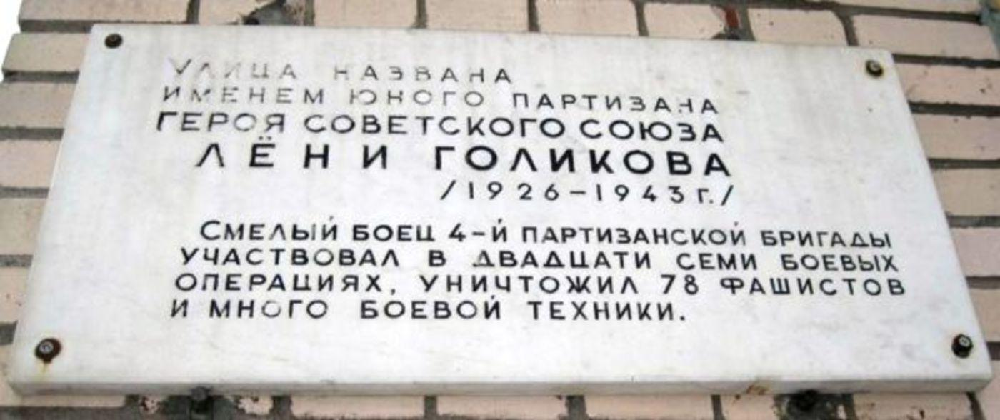 УЛИЦА НАЗВАНА
ИМЕНЕМ ЮНОГО ПАРТИЗАНА
ГЕРОЯ СОВЕТСКОГО СОЮЗА
ЛЁНИ ГОЛИКОВА
/1926-1943г./
СМЕЛЫЙ БОЕЦ 4-Й ПАРТИЗАНСКОЙ БРИГАДЫ
УЧАСТВОВАЛ В ДВАДЦАТИ СЕМИ БОЕВЫХ
ОПЕРАЦИЯХ, УНИЧТОЖИЛ 78 ФАШИСТОВ
И МНОГО БОЕВОЙ ТЕХНИКИ.